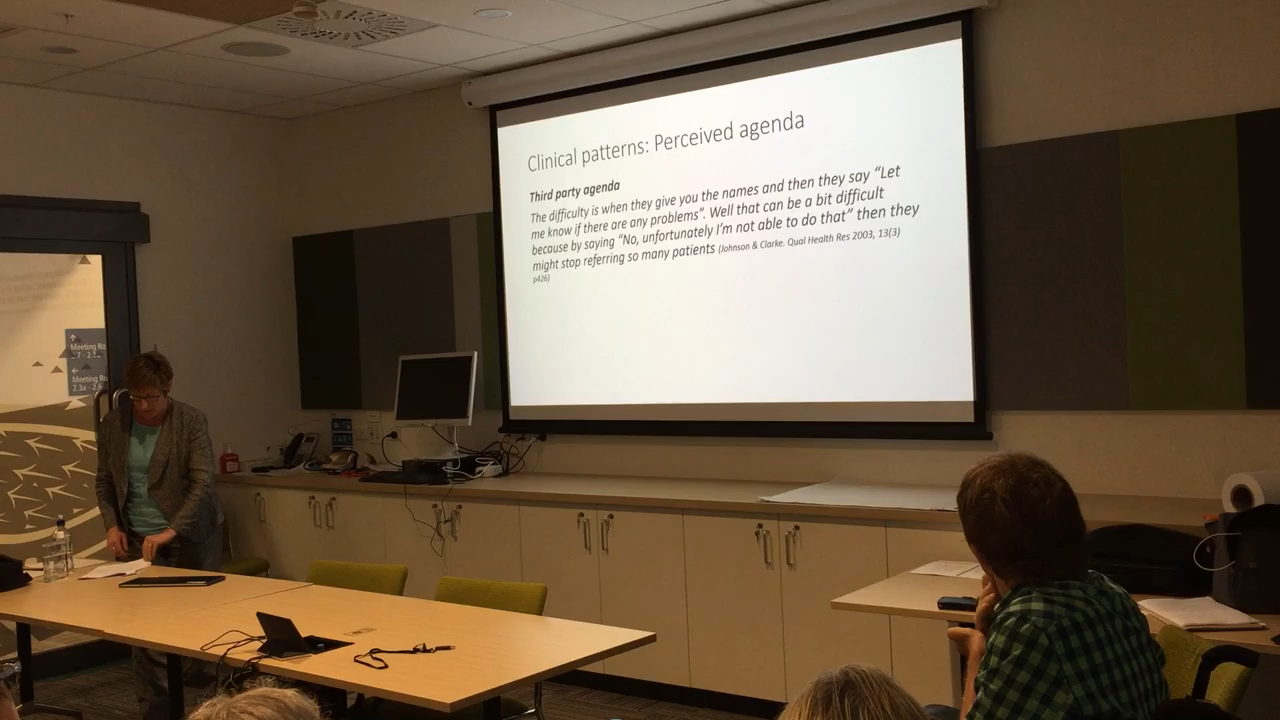 Clinical patterns: Perceived agenda
Third party agenda
The difficulty is when they give you the names and then they say “Let
me know if there are any problems”. Well that can be a bit difficult
because by saying “No, unfortunately I’m not able to do that” then they
might stop referring so many patients (Johnson & Clarke. Qual Health Res 2003, 13(3)
p426)
Meeting Ro
Meeting Ro